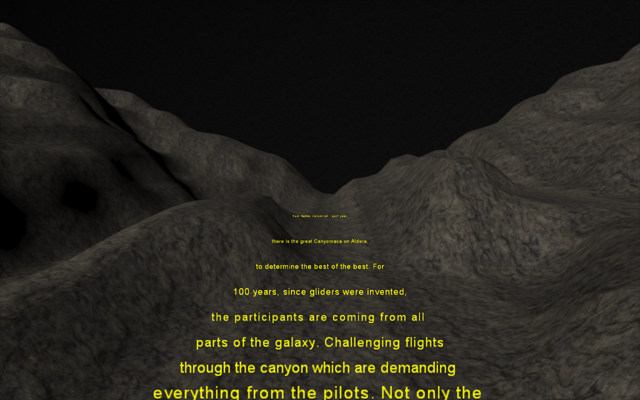 there is the great Canyonrace on Aldera,
to determine the best of the best. For
100 years, since gliders were invented,
the participants are coming from all
parts of the galaxy. Challenging flights
through the canyon which are demanding
everything from the pilots. Not only the